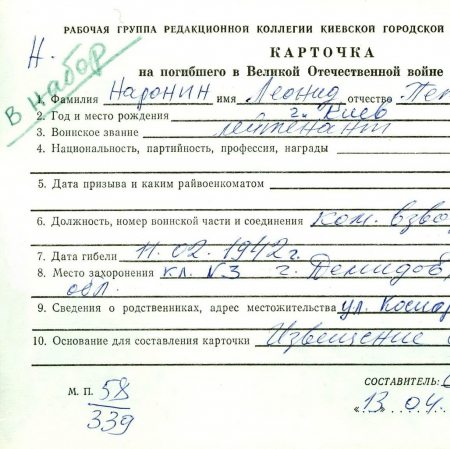 РАБОЧАЯ ГРУППА РЕДАКЦИОННОЙ КОЛЛЕГИИ КИЕВСКОЙ ГОРОДСКОЙ
Н.
КАРТОЧКА
В набор
на погибшего в Великой Отечественной войне
1. Фамилия Наронин имя Леонид отчество
2. Год и место рождения г. Киев
3. Воинское звание лейтенант
4. Национальность, партийность, профессия, награды
5. Дата призыва и каким райвоенкоматом
6. Должность, номер воинской части и соединения ком. взво
7. Дата гибели 11.02.1942 г.
8. Место захоронения кл. №3 г. Демидов,
обл.
9. Сведения о родственниках, адрес местожительства ул.
10. Основание для составления карточки Извещение
СОСТАВИТЕЛЬ:
М. П. 58
339
«13». 04.